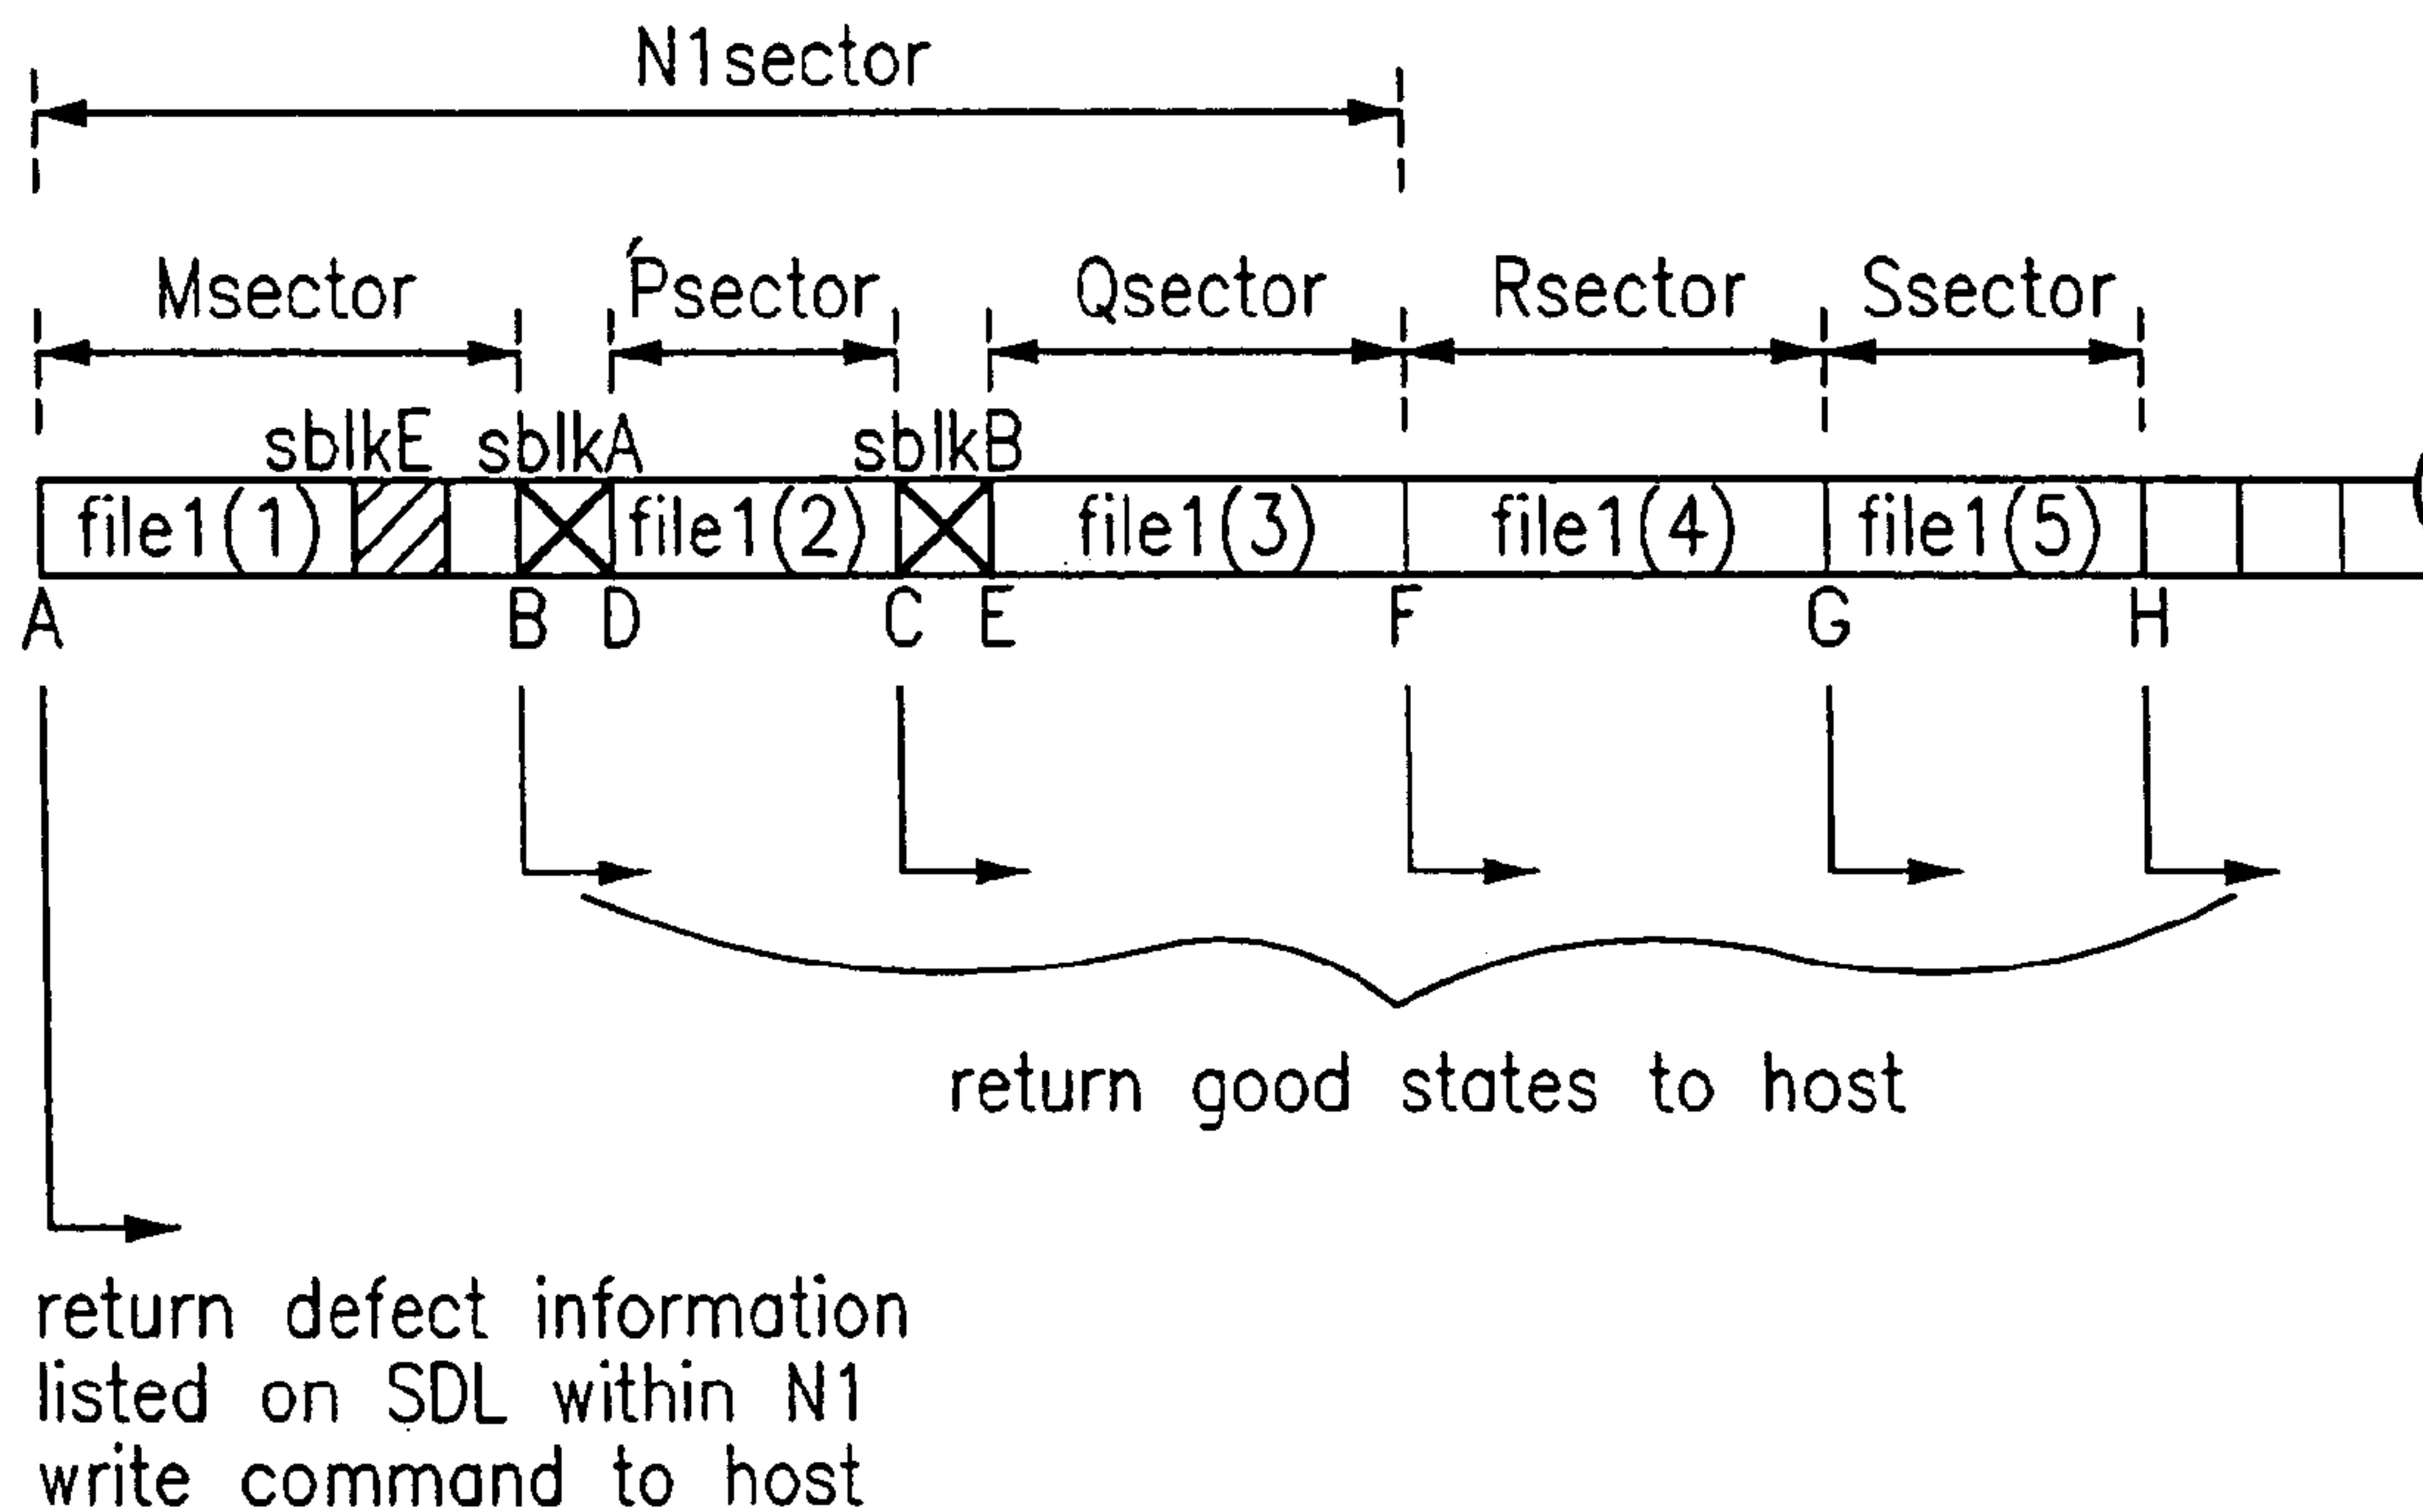 N1sector
Msector Psector Qsector Rsector Ssector
sblkE sblkA sblkB
file1(1) file1(2) file1(3) file1(4) file1(5)
A B D C E F G H
return good states to host
return defect information
listed on SDL within N1
write command to host